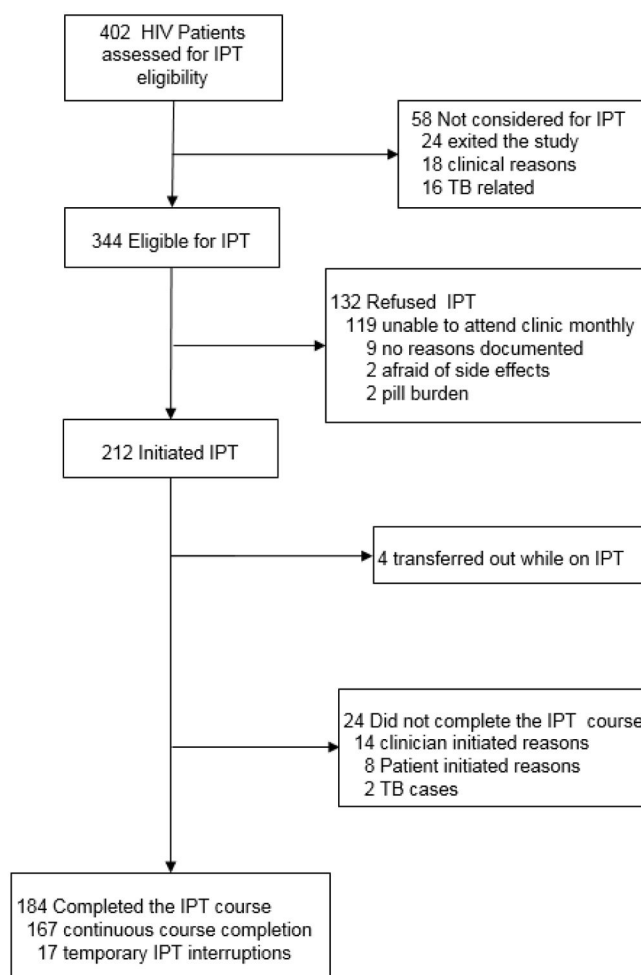 402 HIV Patients
assessed for IPT
eligibility
58 Not considered for IPT
24 exited the study
18 clinical reasons
16 TB related
344 Eligible for IPT
132 Refused IPT
119 unable to attend clinic monthly
9 no reasons documented
2 afraid of side effects
2 pill burden
212 Initiated IPT
4 transferred out while on IPT
24 Did not complete the IPT course
14 clinician initiated reasons
8 Patient initiated reasons
2 TB cases
184 Completed the IPT course
167 continuous course completion
17 temporary IPT interruptions